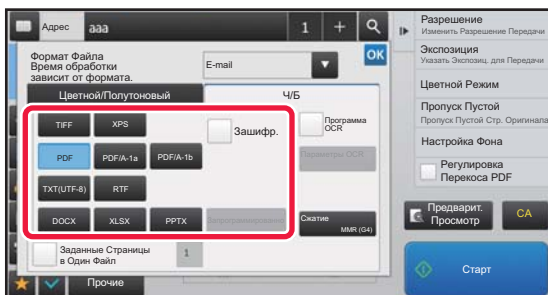 Адрес
aaa
1
Формат Файла
Время обработки
зависит от формата.
E-mail
OK
Цветной/Полутоновый
Ч/Б
TIFF
XPS
Зашифр.
Программа
OCR
PDF
PDF/A-1a
PDF/A-1b
Параметры OCR
TXT(UTF-8)
RTF
DOCX
XLSX
PPTX
Сжатие
MMR (G4)
Заданные Страницы
в Один Файл
1
Прочие
Разрешение
Изменить Разрешение Передачи
Экспозиция
Указать Экспозиц. для Передачи
Цветной Режим
Пропуск Пустой
Пропуск Пустой Стр. Оригинала
Настройка Фона
Регулировка
Перекоса PDF
Предварит.
Просмотр
CA
Старт